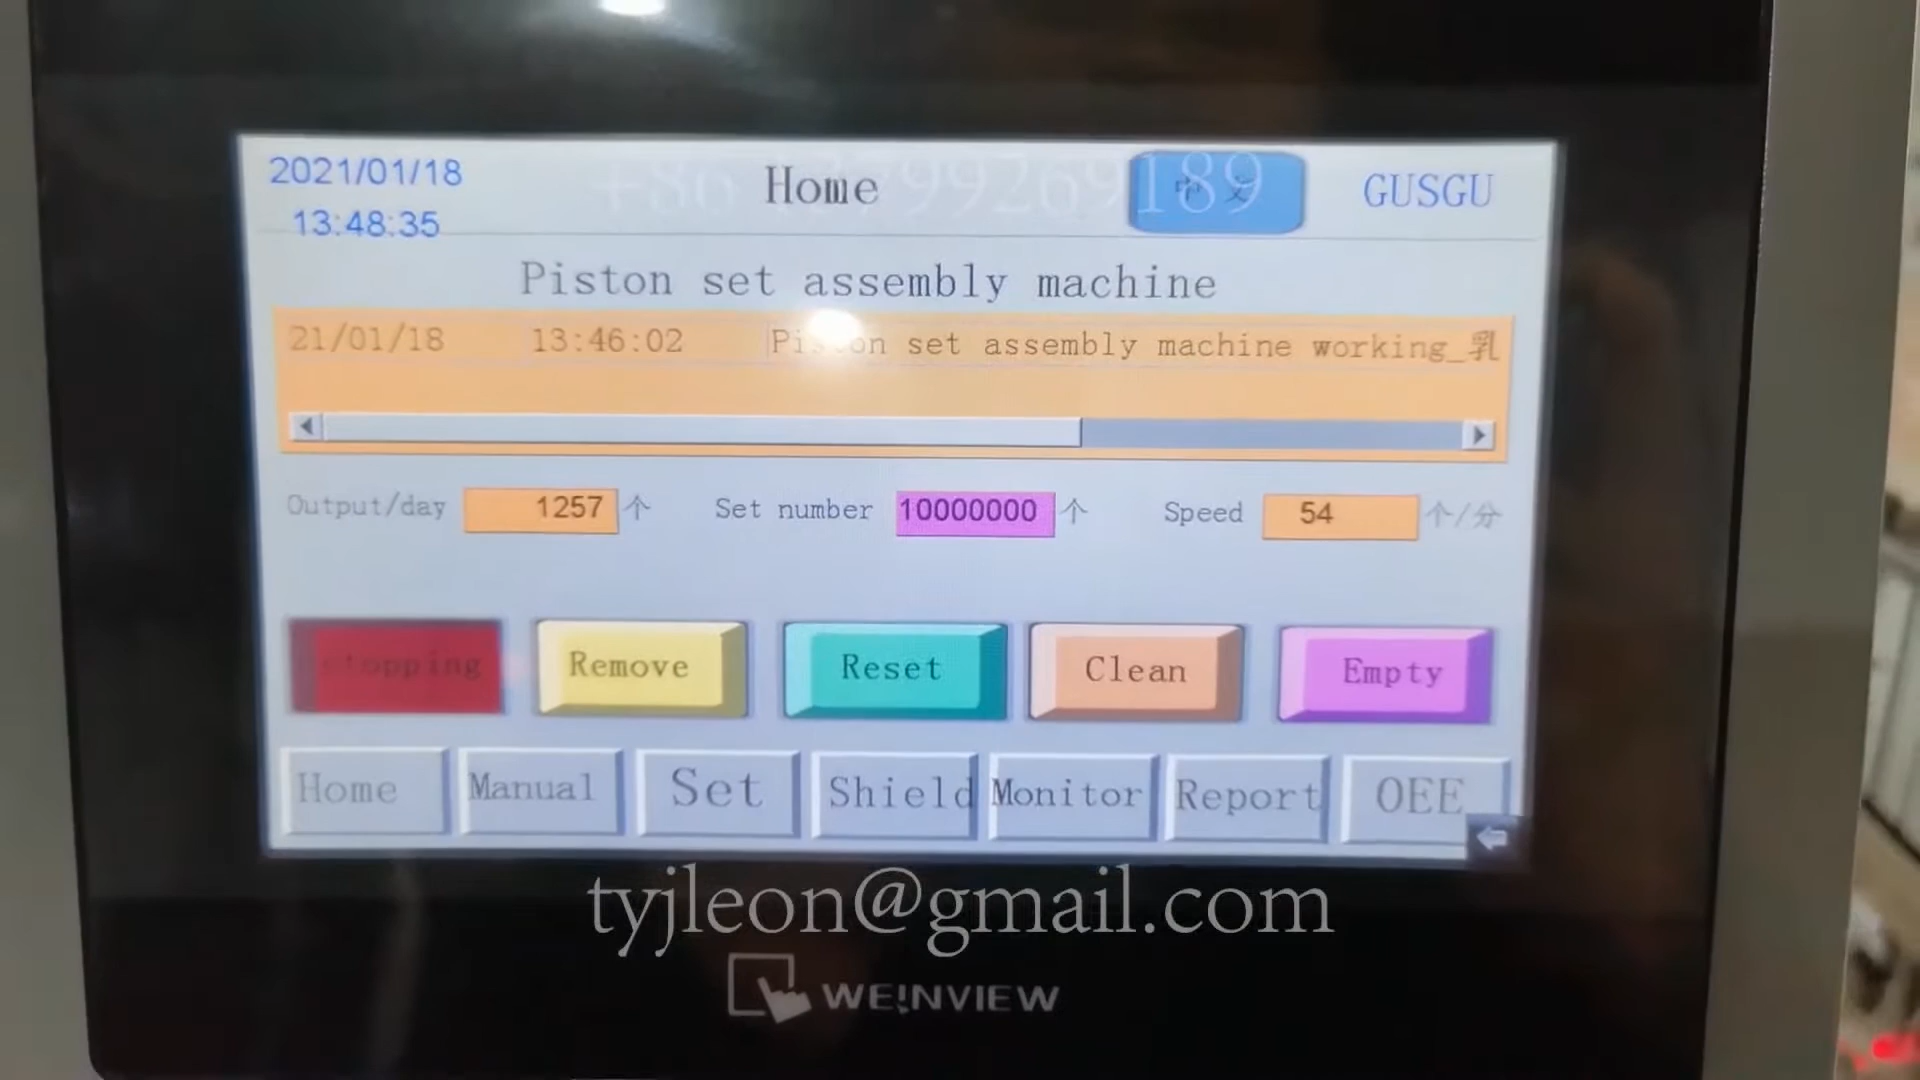 2021/01/18
13:48:35
Home
中 文
GUSGU
Piston set assembly machine
21/01/18 13:46:02 Piston set assembly machine working_乳
Output/day 1257 个 Set number 10000000 个 Speed 54 个/分
stopping Remove Reset Clean Empty
Home Manual Set Shield Monitor Report OEE
tyjleon@gmail.com
WEINVIEW